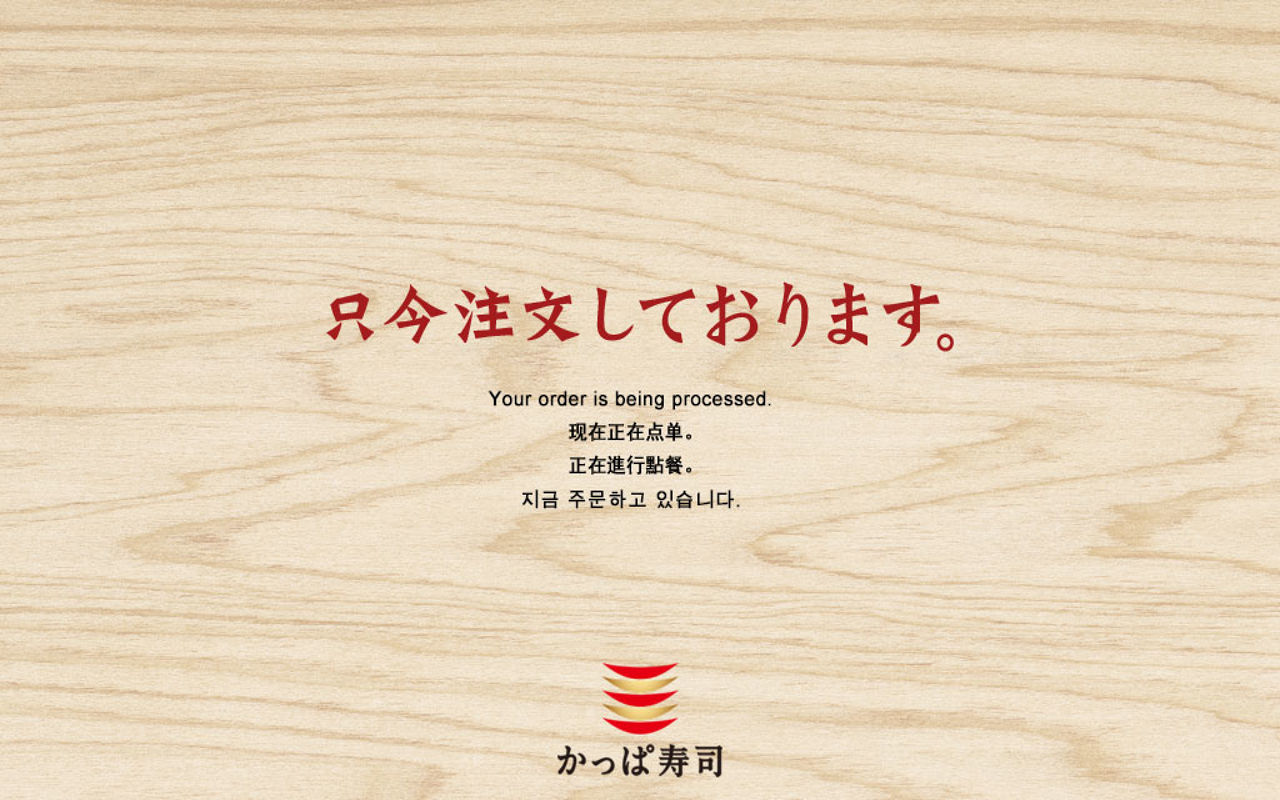 只今注文しております。
Your order is being processed.
现在正在点单。
正在進行點餐。
지금 주문하고 있습니다.
かっぱ寿司